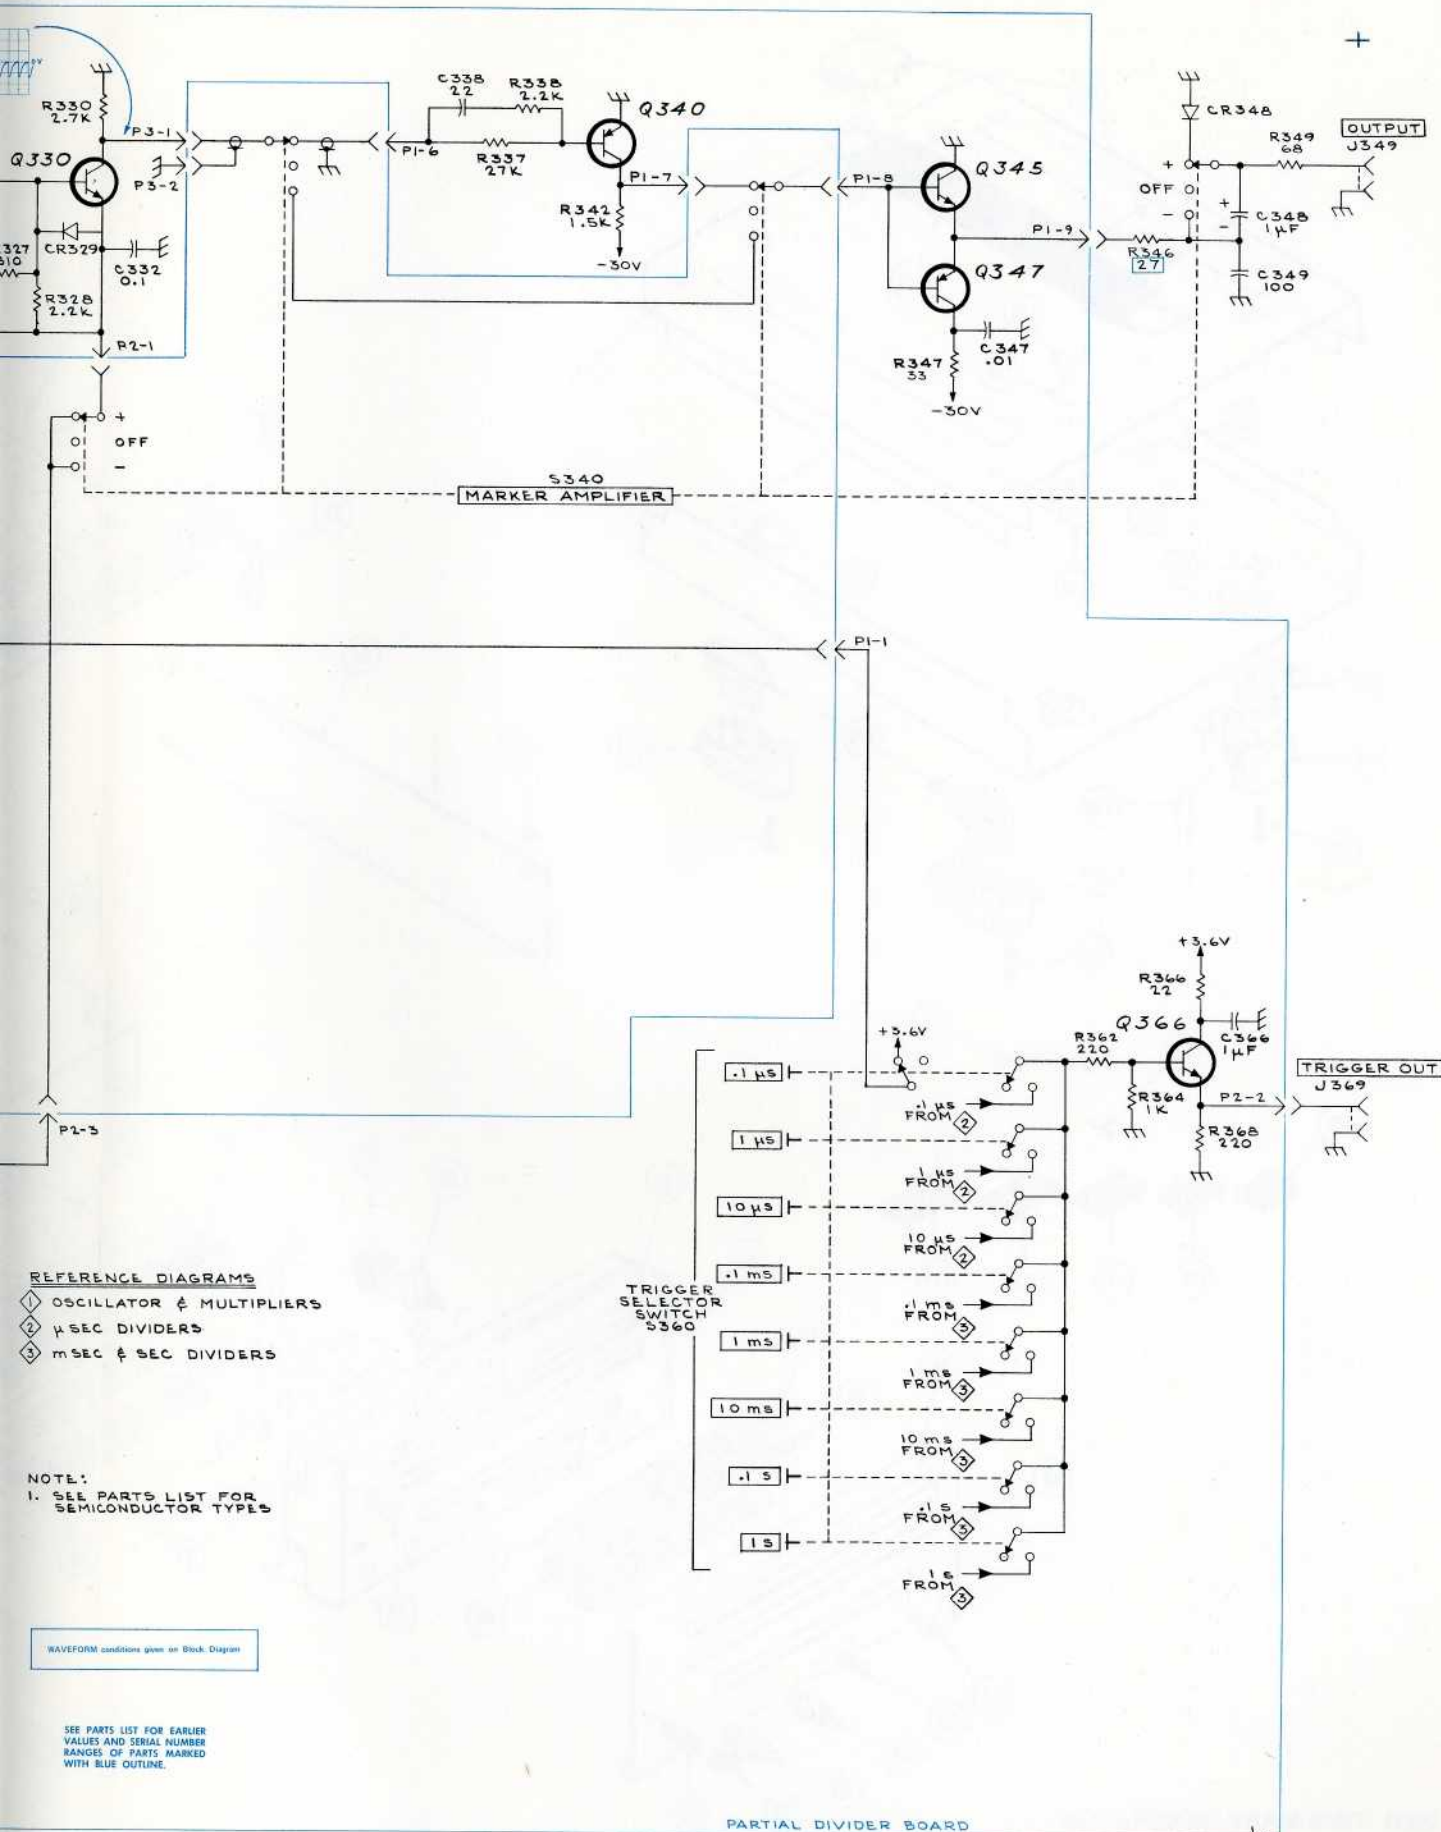 R330
2.7K
Q330
P3-1
P3-2
CR329
C332
0.1
R328
2.2K
P2-1
C338
22
R338
2.2K
Q340
P1-6
R337
27K
P1-7
R342
1.5K
-30V
P1-8
Q345
P1-9
Q347
R347
33
C347
.01
-30V
CR348
OUTPUT
J349
R349
68
+
OFF
-
+
-
C348
1µF
R346
27
C349
100
+
OFF
-
S340
MARKER AMPLIFIER
P1-1
P2-3
+3.6V
R366
22
Q366
C366
1µF
R362
220
R364
1K
P2-2
R368
220
TRIGGER OUT
J369
+3.6V
.1 µs
.1 µs
FROM 2
1 µs
1 µs
FROM 2
10 µs
10 µs
FROM 2
.1 ms
.1 ms
FROM 3
1 ms
1 ms
FROM 3
10 ms
10 ms
FROM 3
.1 s
.1 s
FROM 3
1 s
1 s
FROM 3
TRIGGER
SELECTOR
SWITCH
S360
REFERENCE DIAGRAMS
1 OSCILLATOR & MULTIPLIERS
2 µSEC DIVIDERS
3 mSEC & SEC DIVIDERS
NOTE:
1. SEE PARTS LIST FOR
SEMICONDUCTOR TYPES
WAVEFORM conditions given on Block Diagram
SEE PARTS LIST FOR EARLIER
VALUES AND SERIAL NUMBER
RANGES OF PARTS MARKED
WITH BLUE OUTLINE.
PARTIAL DIVIDER BOARD